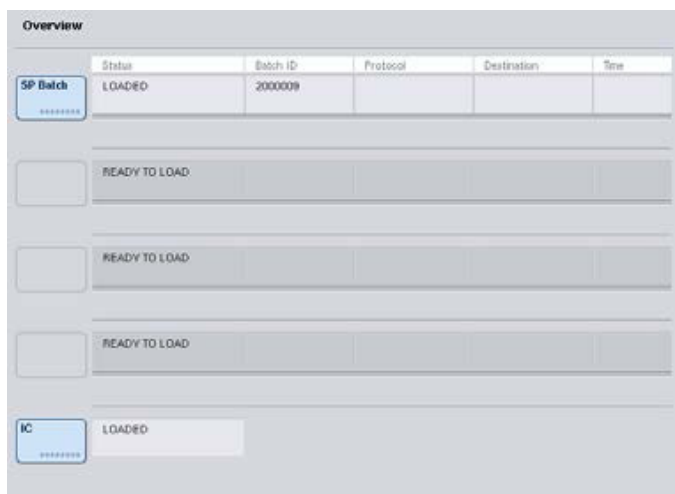 Overview
Status Batch ID Protocol Destination Time
SP Batch LOADED 2000009
READY TO LOAD
READY TO LOAD
READY TO LOAD
IC LOADED